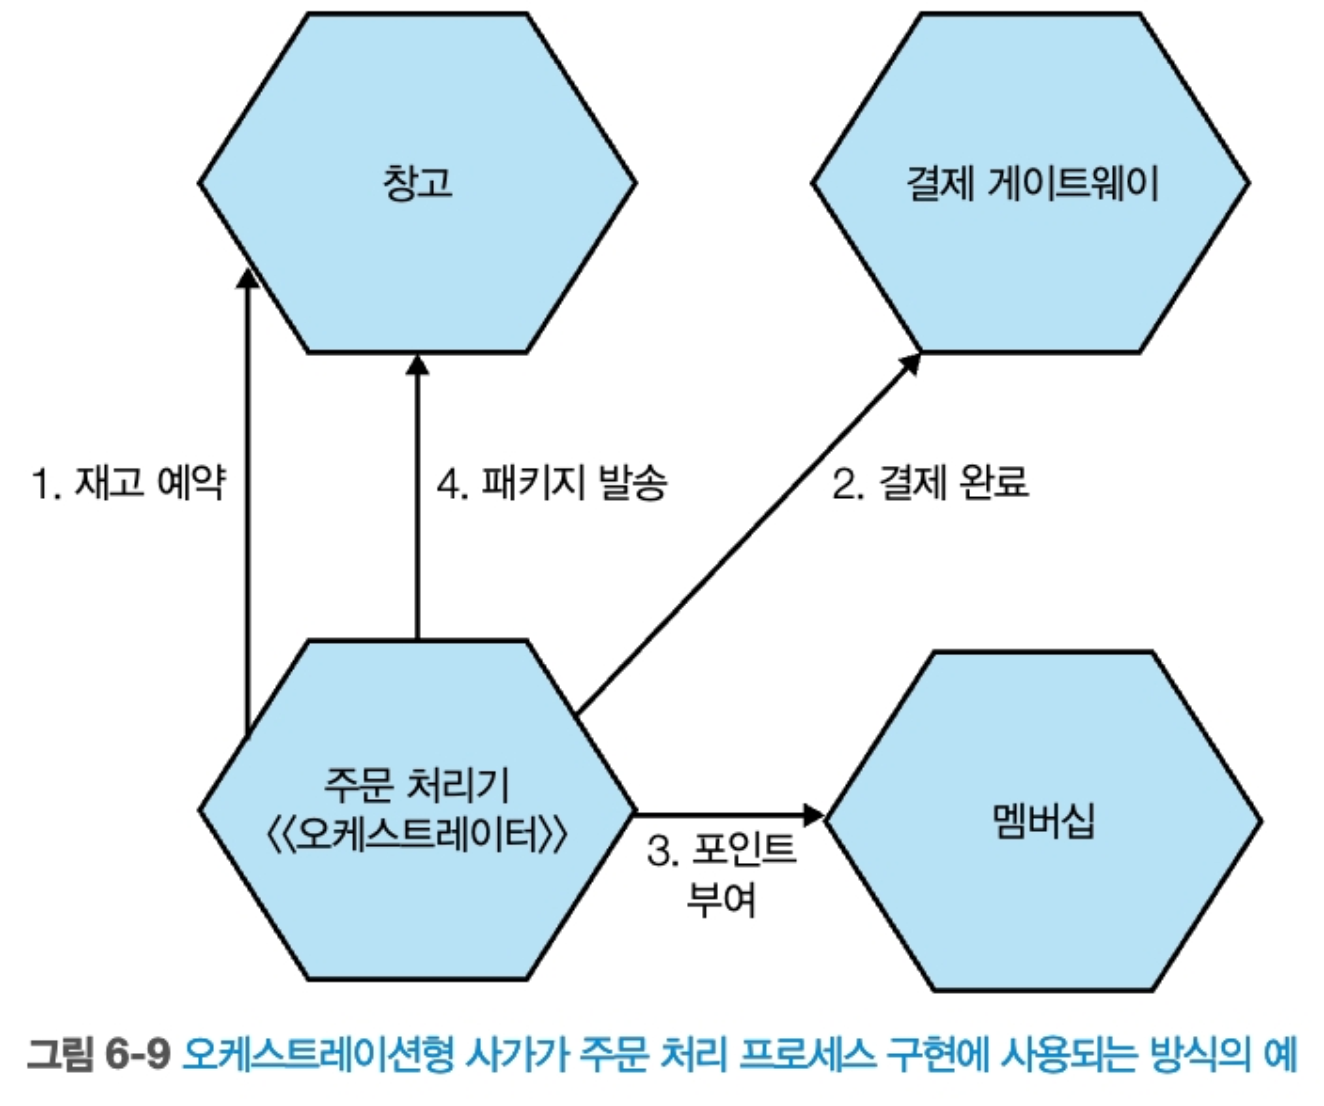 창고
결제 게이트웨이
1. 재고 예약
4. 패키지 발송
2. 결제 완료
주문 처리기
《오케스트레이터》
3. 포인트
부여
멤버십
그림 6-9 오케스트레이션형 사가가 주문 처리 프로세스 구현에 사용되는 방식의 예